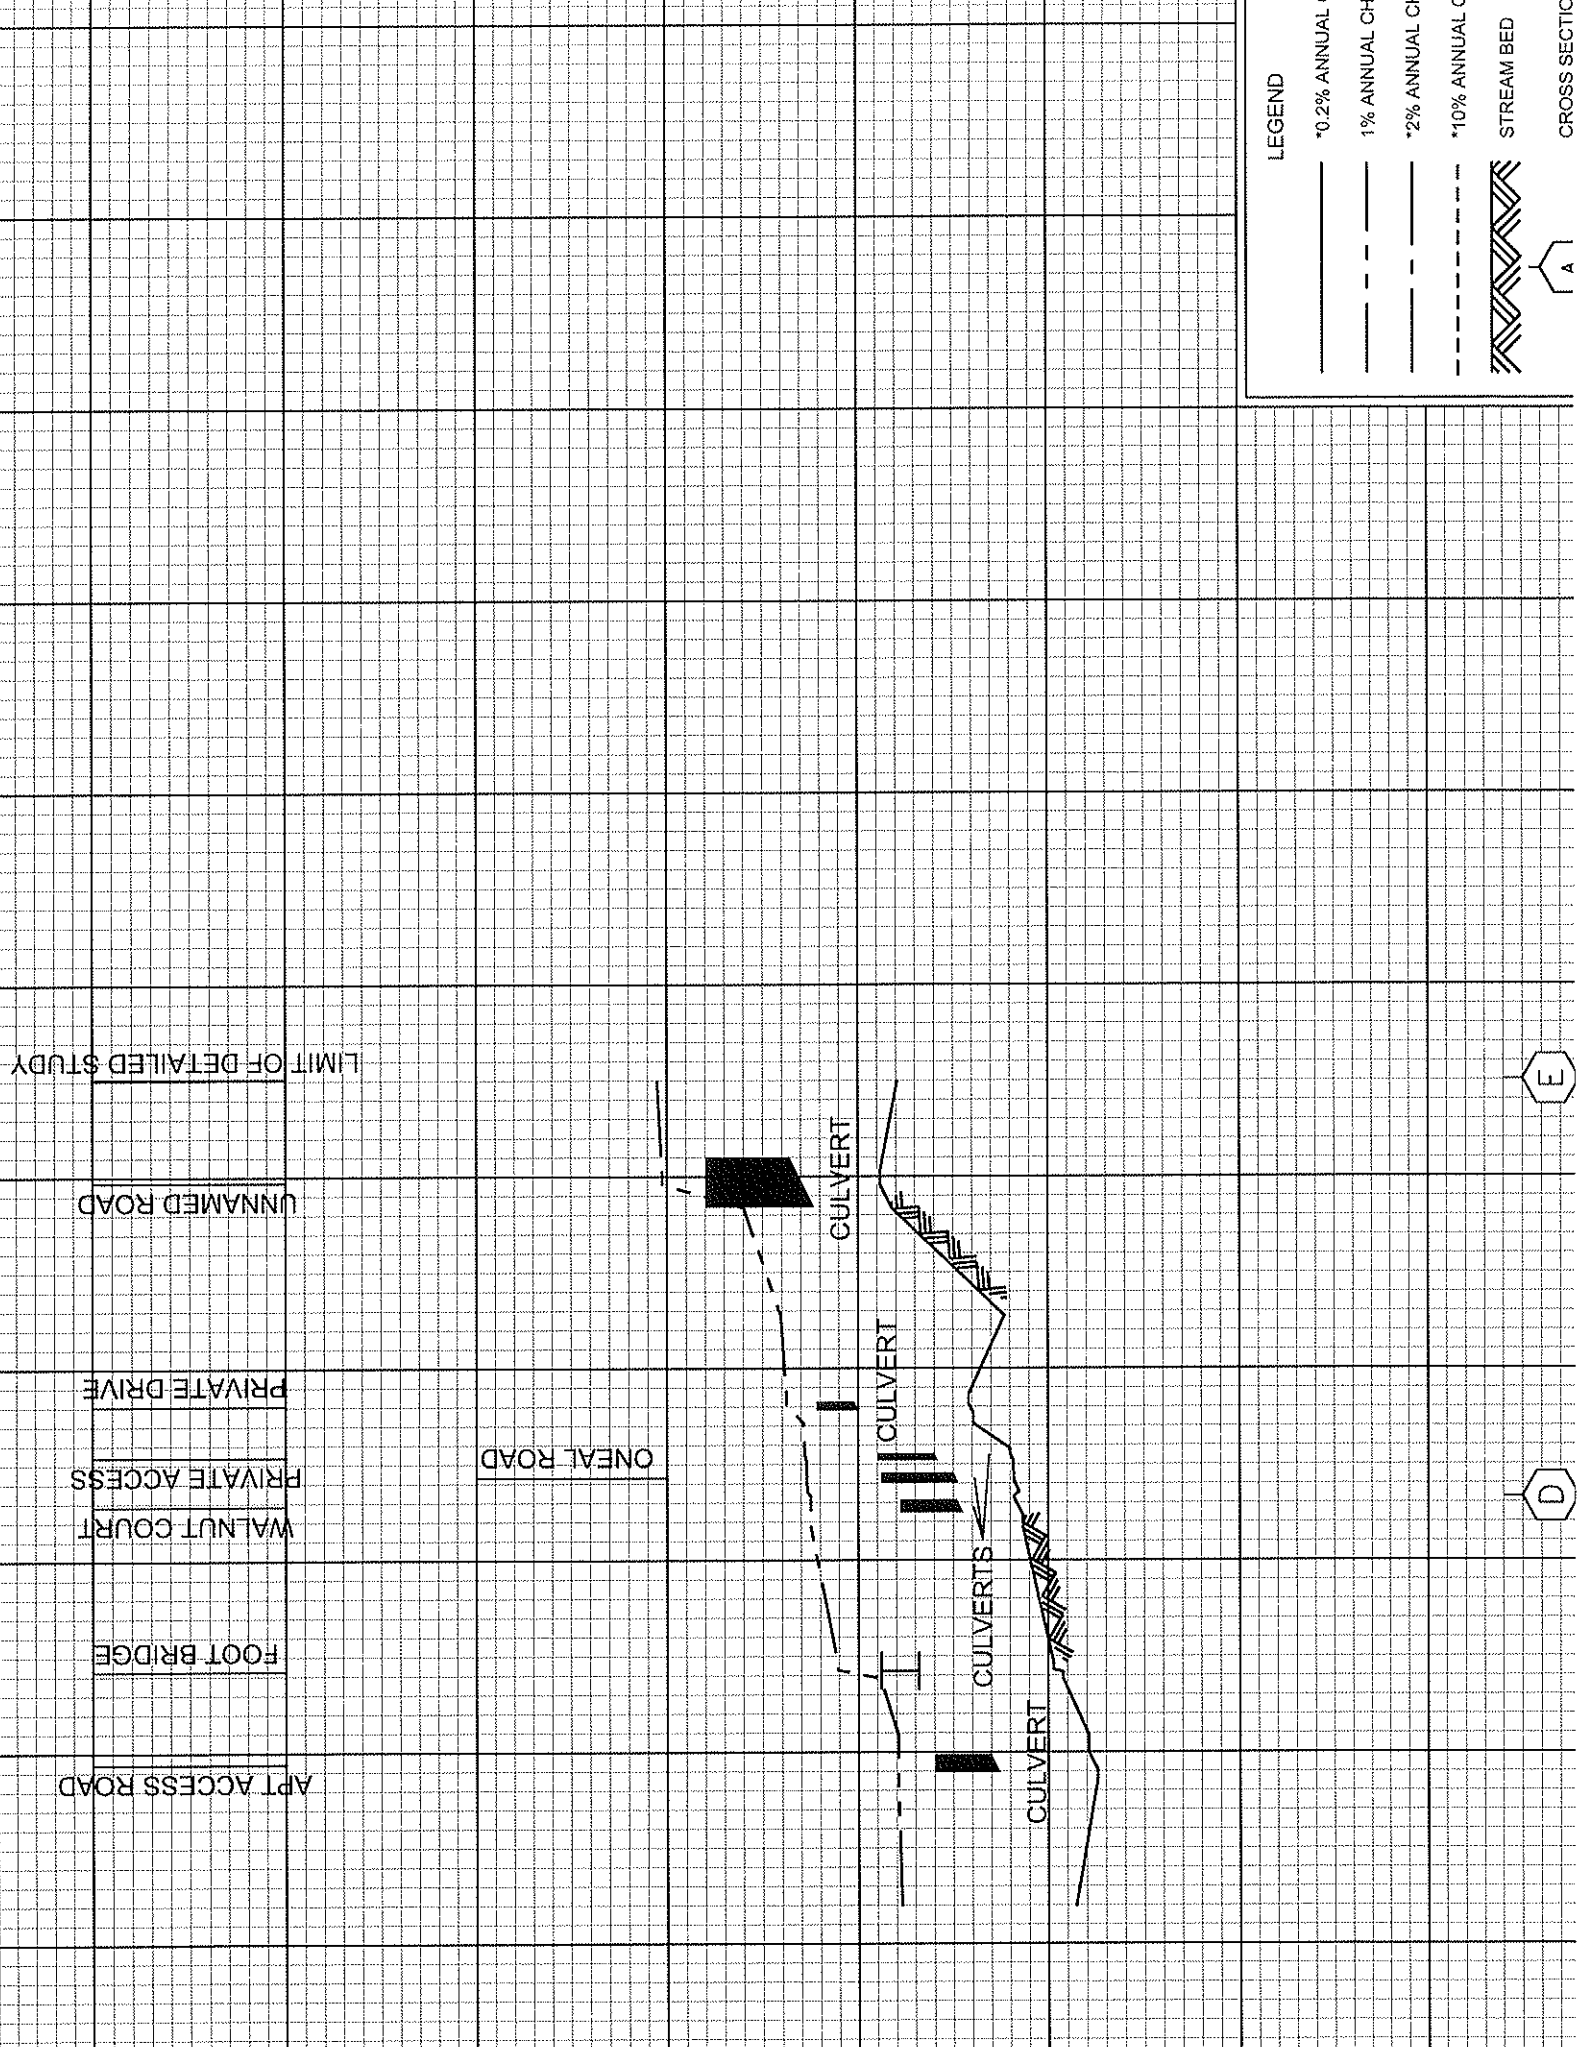 LIMIT OF DETAILED STUDY
UNNAMED ROAD
PRIVATE DRIVE
PRIVATE ACCESS
WALNUT COURT
FOOT BRIDGE
APT ACCESS ROAD
ONEAL ROAD
CULVERT
CULVERT
CULVERTS
CULVERT
LEGEND
*0.2% ANNUAL
1% ANNUAL CH
*2% ANNUAL CH
*10% ANNUAL C
STREAM BED
A
CROSS SECTIO
E
D